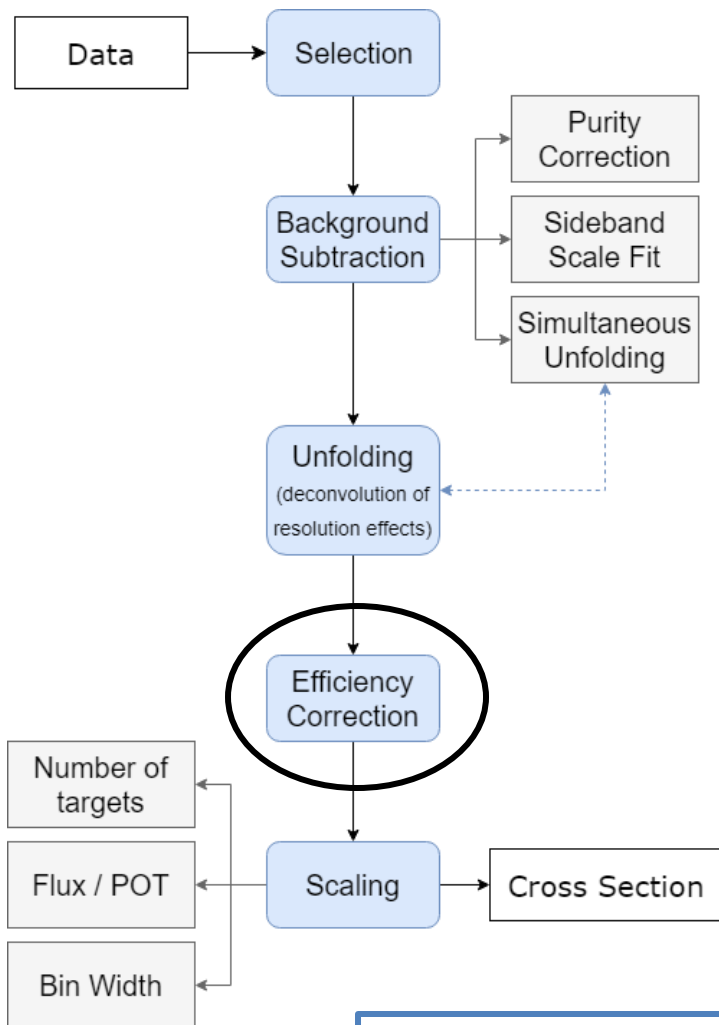 Data
Selection
Purity
Correction
Background
Subtraction
Sideband
Scale Fit
Simultaneous
Unfolding
Unfolding
(deconvolution of
resolution effects)
Efficiency
Correction
Number of
targets
Flux / POT
Scaling
Cross Section
Bin Width